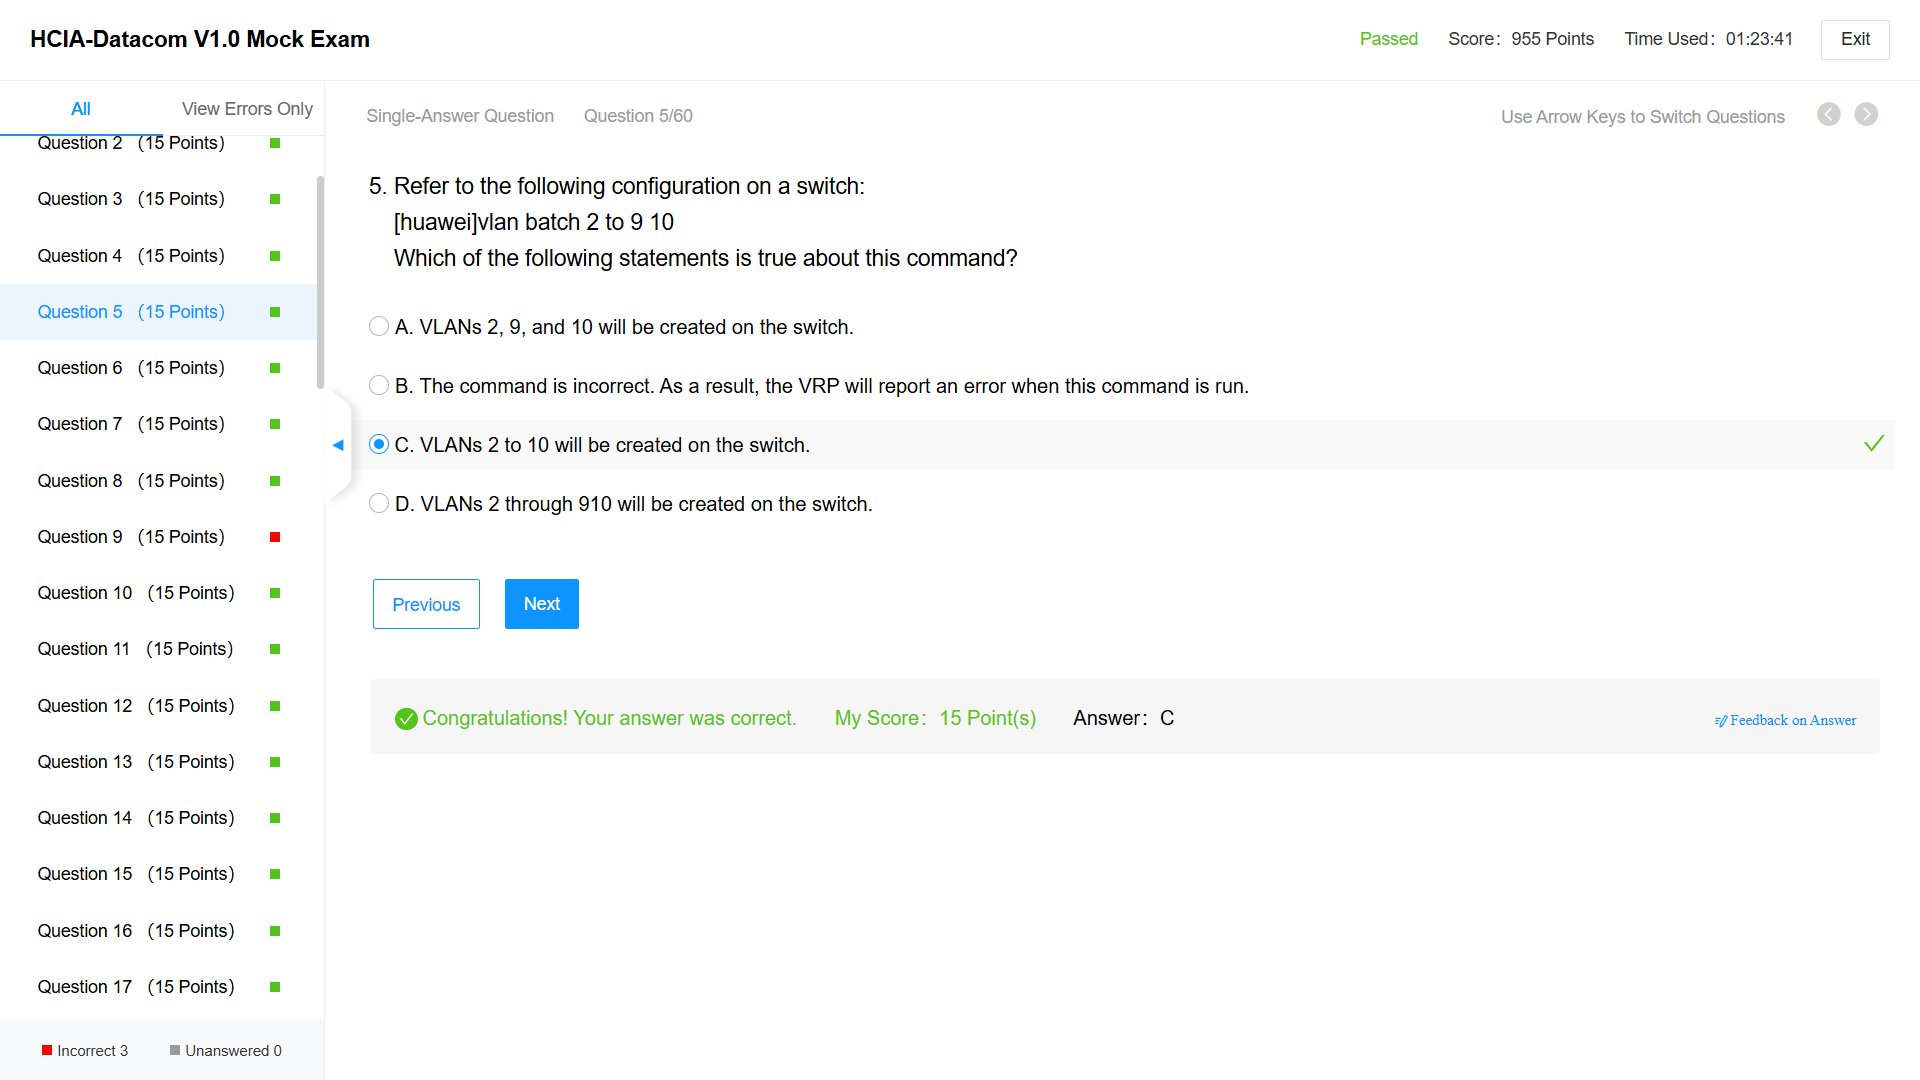 HCIA-Datacom V1.0 Mock Exam
Passed Score：955 Points Time Used：01:23:41 Exit
All View Errors Only
Question 2 （15 Points）
Question 3 （15 Points）
Question 4 （15 Points）
Question 5 （15 Points）
Question 6 （15 Points）
Question 7 （15 Points）
Question 8 （15 Points）
Question 9 （15 Points）
Question 10 （15 Points）
Question 11 （15 Points）
Question 12 （15 Points）
Question 13 （15 Points）
Question 14 （15 Points）
Question 15 （15 Points）
Question 16 （15 Points）
Question 17 （15 Points）
Incorrect 3 Unanswered 0
Single-Answer Question Question 5/60 Use Arrow Keys to Switch Questions
5. Refer to the following configuration on a switch:
[huawei]vlan batch 2 to 9 10
Which of the following statements is true about this command?
A. VLANs 2, 9, and 10 will be created on the switch.
B. The command is incorrect. As a result, the VRP will report an error when this command is run.
C. VLANs 2 to 10 will be created on the switch.
D. VLANs 2 through 910 will be created on the switch.
Previous Next
Congratulations! Your answer was correct. My Score：15 Point(s) Answer：C Feedback on Answer